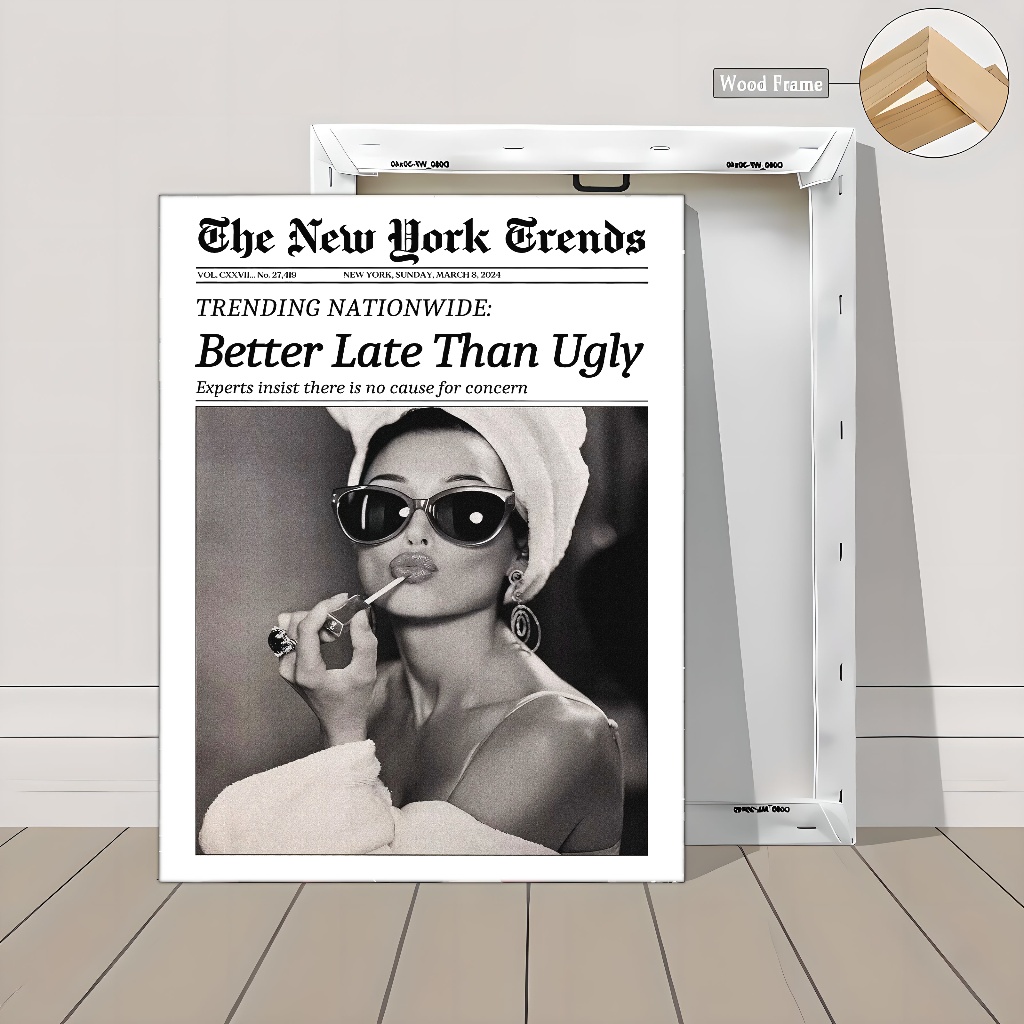 Wood Frame
The New York Trends
VOL. CXXVII... No. 27,419 NEW YORK, SUNDAY, MARCH 8, 2024
TRENDING NATIONWIDE:
Better Late Than Ugly
Experts insist there is no cause for concern